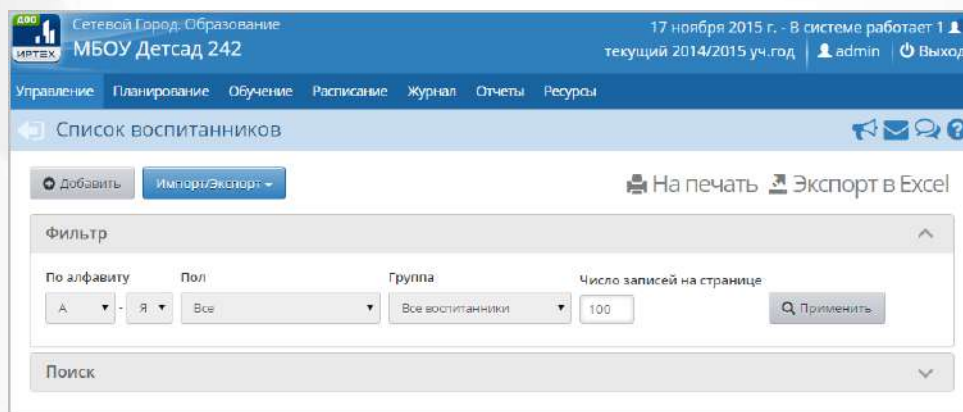 ДОО
ИРТЕХ
Сетевой Город. Образование
МБОУ Детсад 242
17 ноября 2015 г. - В системе работает 1
текущий 2014/2015 уч.год admin Выход
Управление Планирование Обучение Расписание Журнал Отчеты Ресурсы
Список воспитанников
Добавить Импорт/Экспорт На печать Экспорт в Excel
Фильтр
По алфавиту Пол Группа Число записей на странице
А - Я Все Все воспитанники 100 Применить
Поиск